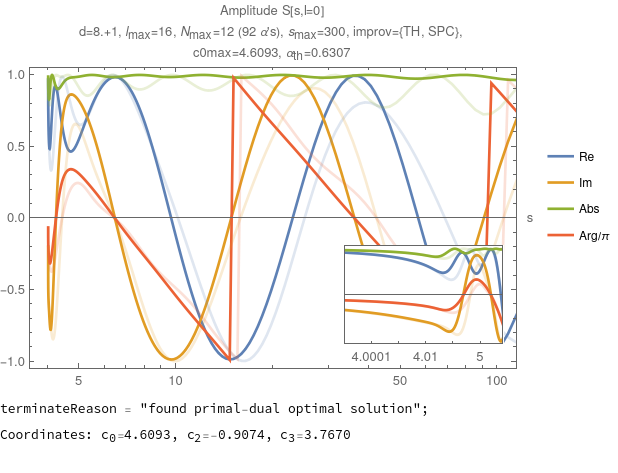 Amplitude S[s,l=0]
d=8.+1, lmax=16, Nmax=12 (92 α's), smax=300, improv={TH, SPC},
c0max=4.6093, αth=0.6307
1.0
0.5
0.0
−0.5
−1.0
5
10
50
100
s
4.0001
4.01
5
Re
Im
Abs
Arg/π
terminateReason = "found primal-dual optimal solution";
Coordinates: c0=4.6093, c2=-0.9074, c3=3.7670